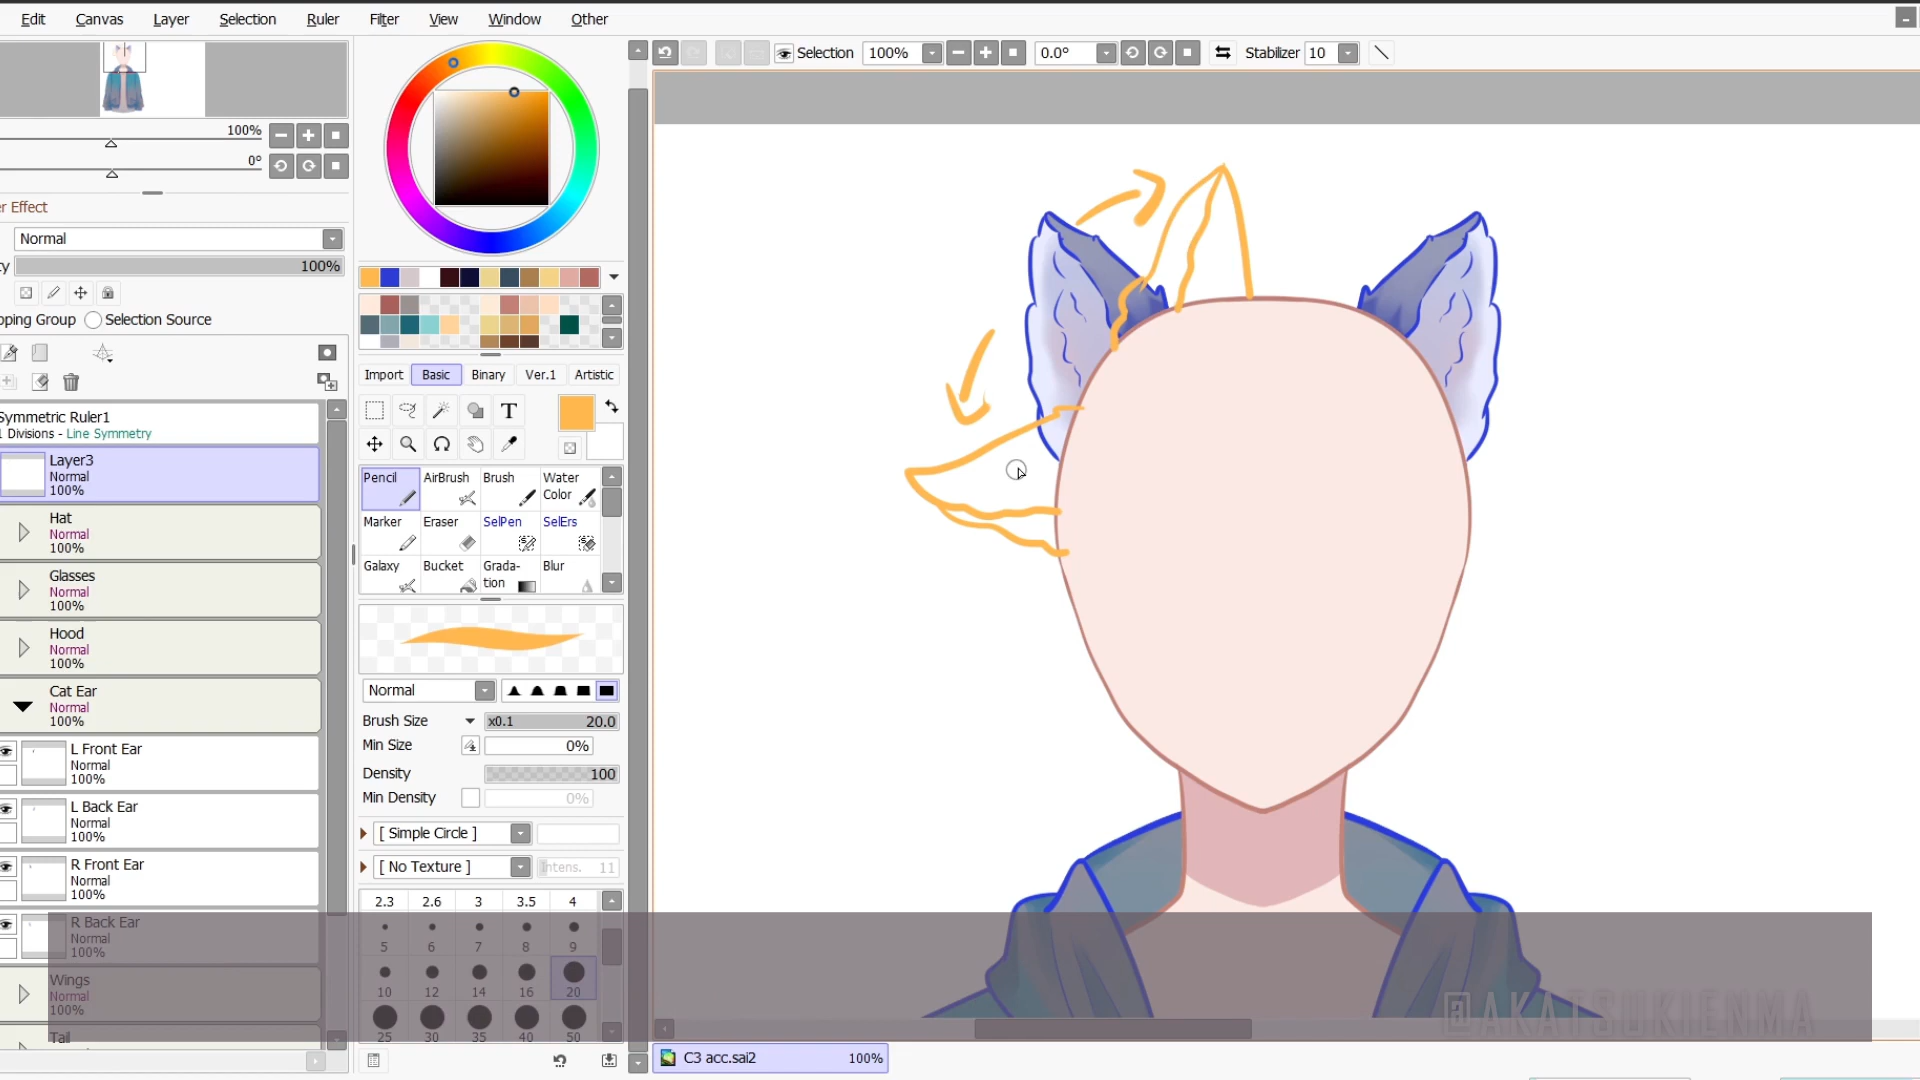 Edit Canvas Layer Selection Ruler Filter View Window Other
Selection 100% 0.0° Stabilizer 10
100%
0°
r Effect
Normal
y 100%
pping Group Selection Source
Symmetric Ruler1
1 Divisions - Line Symmetry
Layer3
Normal
100%
Hat
Normal
100%
Glasses
Normal
100%
Hood
Normal
100%
Cat Ear
Normal
100%
L Front Ear
Normal
100%
L Back Ear
Normal
100%
R Front Ear
Normal
100%
R Back Ear
Normal
100%
Wings
Normal
100%
Tail
Import Basic Binary Ver.1 Artistic
T
Pencil AirBrush Brush Water
Color
Marker Eraser SelPen SelErs
Galaxy Bucket Grada-
tion Blur
Normal
Brush Size x0.1 20.0
Min Size 0%
Density 100
Min Density 0%
[ Simple Circle ]
[ No Texture ] Intens. 11
2.3 2.6 3 3.5 4
5 6 7 8 9
10 12 14 16 20
25 30 35 40 50
@AKATSUKIENMA
C3 acc.sai2 100%